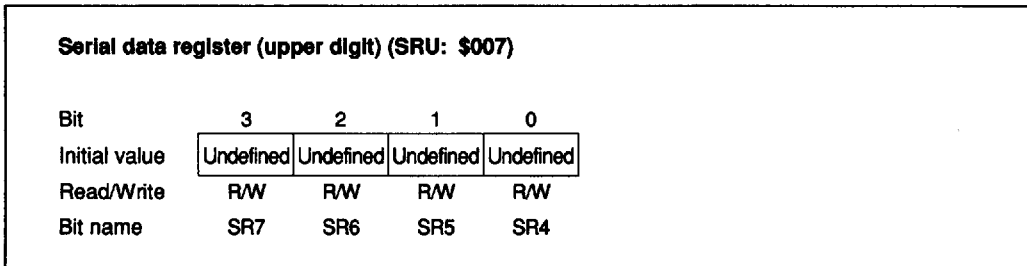 Serial data register (upper digit) (SRU: $007)
Bit 3 2 1 0
Initial value Undefined Undefined Undefined Undefined
Read/Write R/W R/W R/W R/W
Bit name SR7 SR6 SR5 SR4